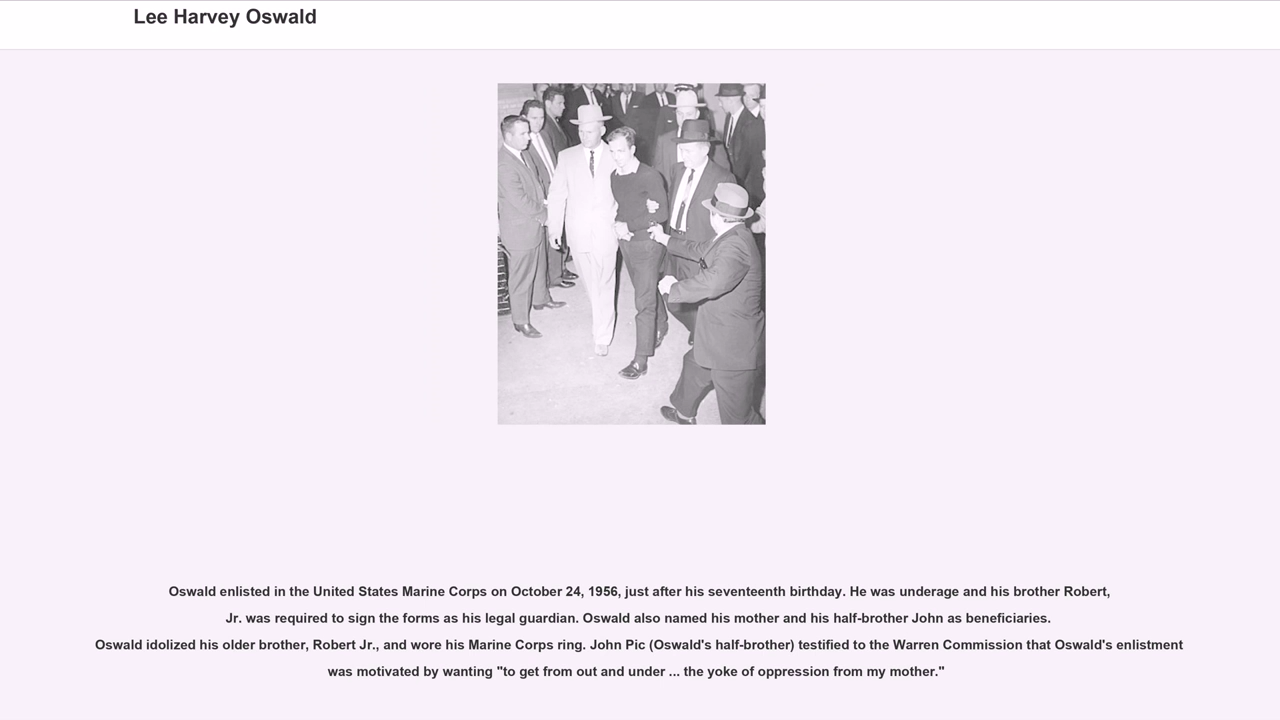 Lee Harvey Oswald
Oswald enlisted in the United States Marine Corps on October 24, 1956, just after his seventeenth birthday. He was underage and his brother Robert,
Jr. was required to sign the forms as his legal guardian. Oswald also named his mother and his half-brother John as beneficiaries.
Oswald idolized his older brother, Robert Jr., and wore his Marine Corps ring. John Pic (Oswald's half-brother) testified to the Warren Commission that Oswald's enlistment
was motivated by wanting "to get from out and under ... the yoke of oppression from my mother."